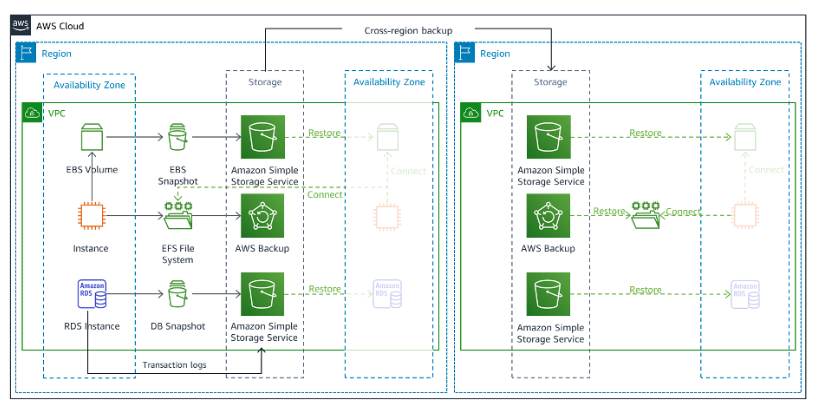 aws
AWS Cloud
Cross-region backup
Region
Region
Availability Zone
Storage
Availability Zone
Storage
Availability Zone
VPC
VPC
Restore
Restore
EBS Volume
EBS
Snapshot
Amazon Simple
Storage Service
Connect
Amazon Simple
Storage Service
Connect
Connect
Restore
Connect
Instance
EFS File
System
AWS Backup
AWS Backup
Amazon
RDS
Restore
Amazon
RDS
Restore
Amazon
RDS
RDS Instance
DB Snapshot
Amazon Simple
Storage Service
Amazon Simple
Storage Service
Transaction logs